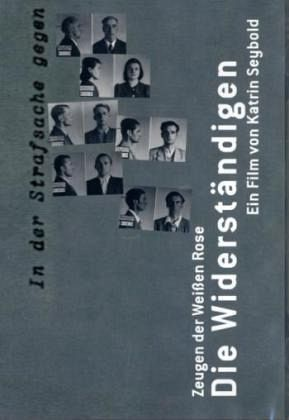 In der Strafsache gegen
Zeugen der Weißen Rose
Die Widerständigen
Ein Film von Katrin Seybold